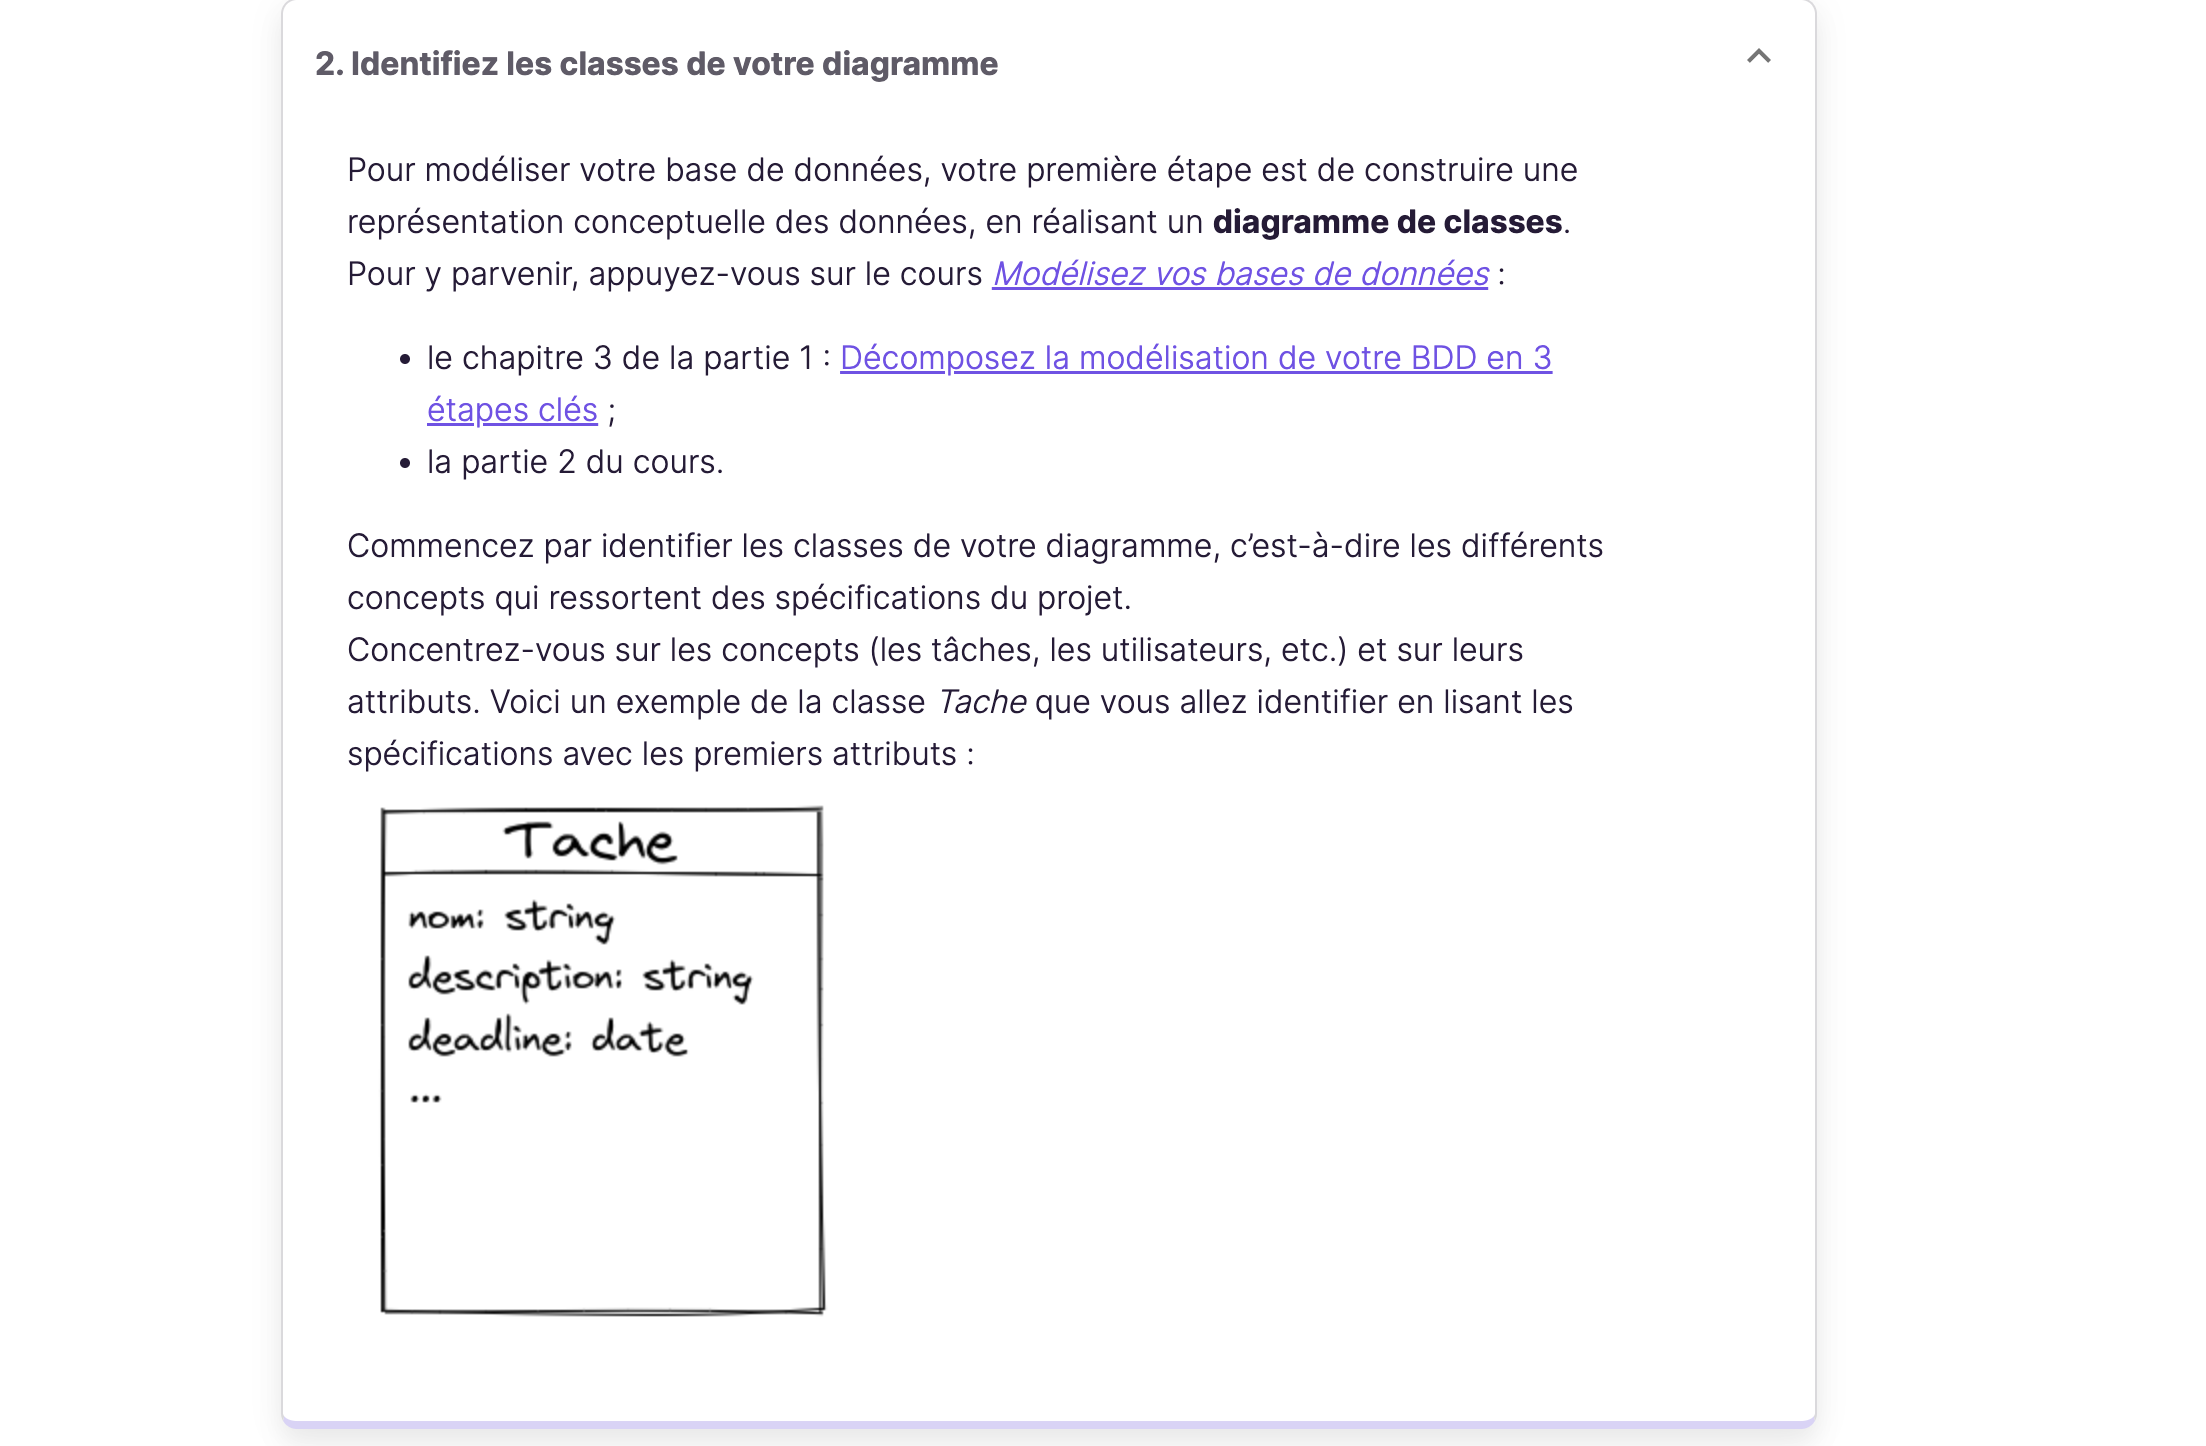 2. Identifiez les classes de votre diagramme
Pour modéliser votre base de données, votre première étape est de construire une
représentation conceptuelle des données, en réalisant un diagramme de classes.
Pour y parvenir, appuyez-vous sur le cours Modélisez vos bases de données :
• le chapitre 3 de la partie 1 : Décomposez la modélisation de votre BDD en 3
étapes clés ;
• la partie 2 du cours.
Commencez par identifier les classes de votre diagramme, c’est-à-dire les différents
concepts qui ressortent des spécifications du projet.
Concentrez-vous sur les concepts (les tâches, les utilisateurs, etc.) et sur leurs
attributs. Voici un exemple de la classe Tache que vous allez identifier en lisant les
spécifications avec les premiers attributs :
Tache
nom: string
description: string
deadline: date
...